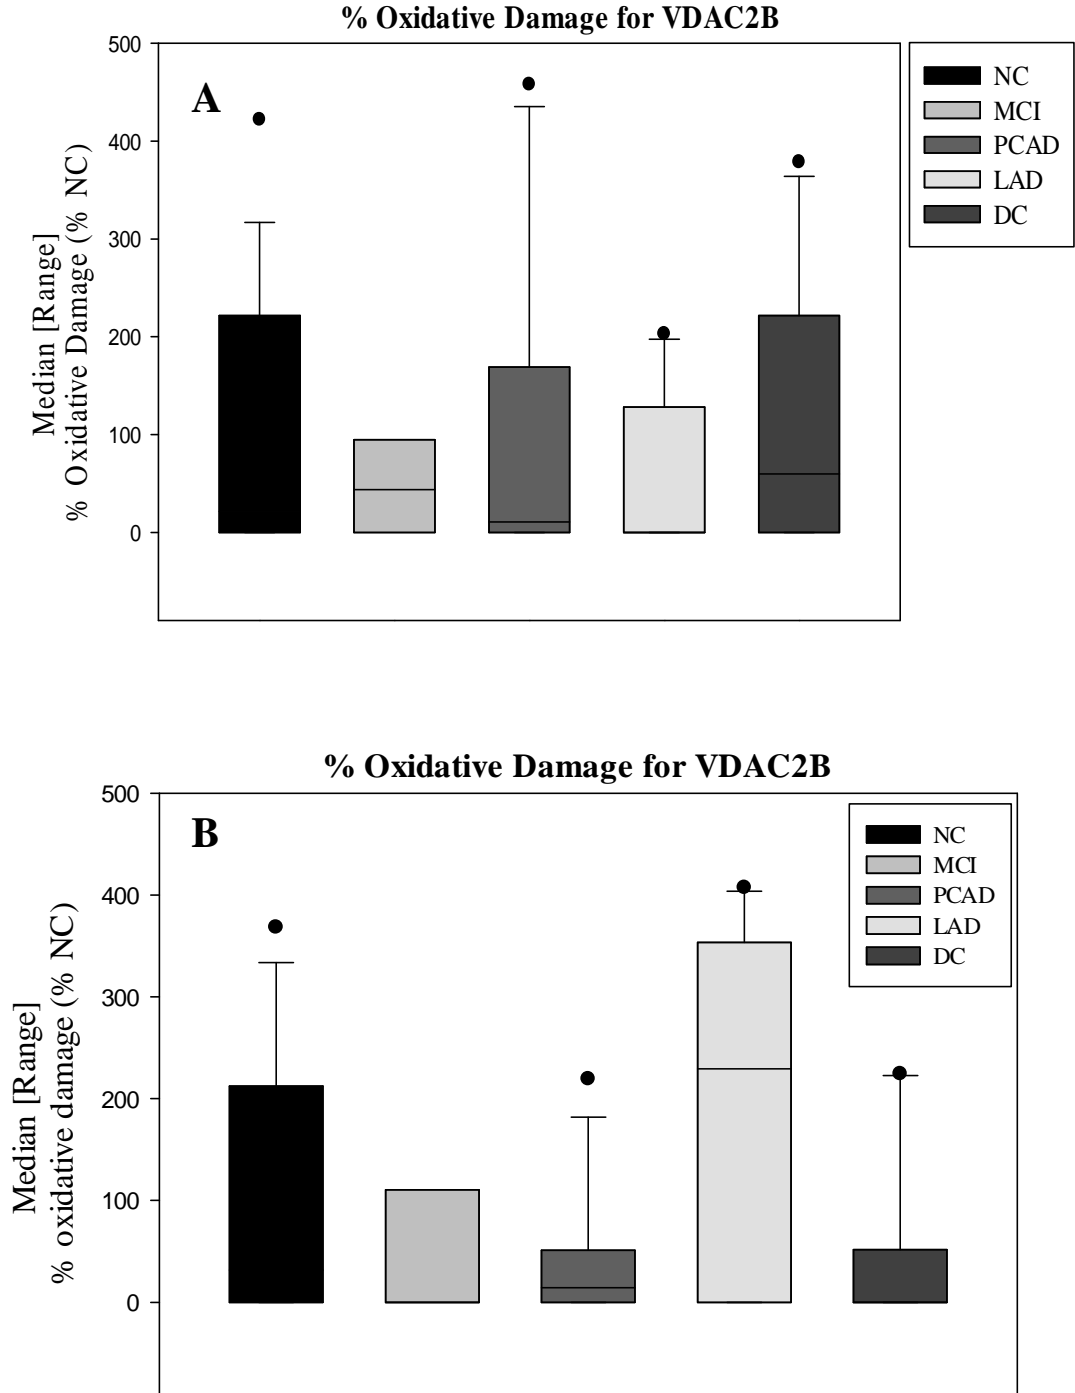 % Oxidative Damage for VDAC2B
A
Median [Range]
% Oxidative Damage (% NC)
500
400
300
200
100
0
NC
MCI
PCAD
LAD
DC
% Oxidative Damage for VDAC2B
B
Median [Range]
% oxidative damage (% NC)
500
400
300
200
100
0
NC
MCI
PCAD
LAD
DC